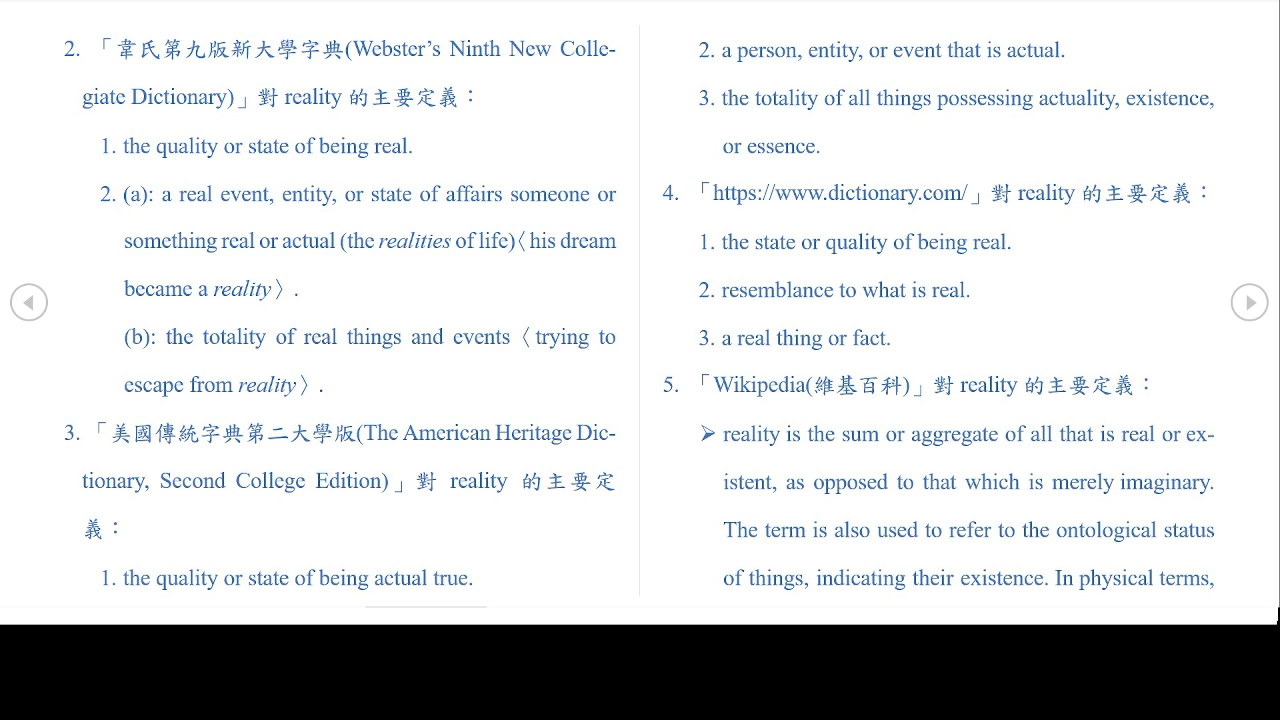 2. 「韋氏第九版新大學字典(Webster’s Ninth New Colle-
giate Dictionary)」對 reality 的主要定義：
1. the quality or state of being real.
2. (a): a real event, entity, or state of affairs someone or
something real or actual (the realities of life)〈his dream
became a reality〉.
(b): the totality of real things and events〈trying to
escape from reality〉.
3. 「美國傳統字典第二大學版(The American Heritage Dic-
tionary, Second College Edition)」對 reality 的主要定
義：
1. the quality or state of being actual true.
2. a person, entity, or event that is actual.
3. the totality of all things possessing actuality, existence,
or essence.
4. 「https://www.dictionary.com/」對 reality 的主要定義：
1. the state or quality of being real.
2. resemblance to what is real.
3. a real thing or fact.
5. 「Wikipedia(維基百科)」對 reality 的主要定義：
➢ reality is the sum or aggregate of all that is real or ex-
istent, as opposed to that which is merely imaginary.
The term is also used to refer to the ontological status
of things, indicating their existence. In physical terms,